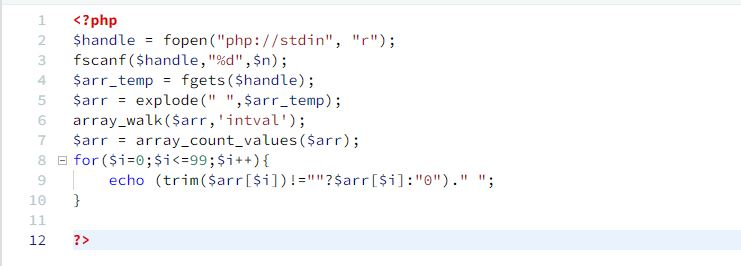 1 <?php
2 $handle = fopen("php://stdin", "r");
3 fscanf($handle,"%d",$n);
4 $arr_temp = fgets($handle);
5 $arr = explode(" ",$arr_temp);
6 array_walk($arr,'intval');
7 $arr = array_count_values($arr);
8 for($i=0;$i<=99;$i++){
9     echo (trim($arr[$i])!=""?$arr[$i]:"0")." ";
10 }
11
12 ?>